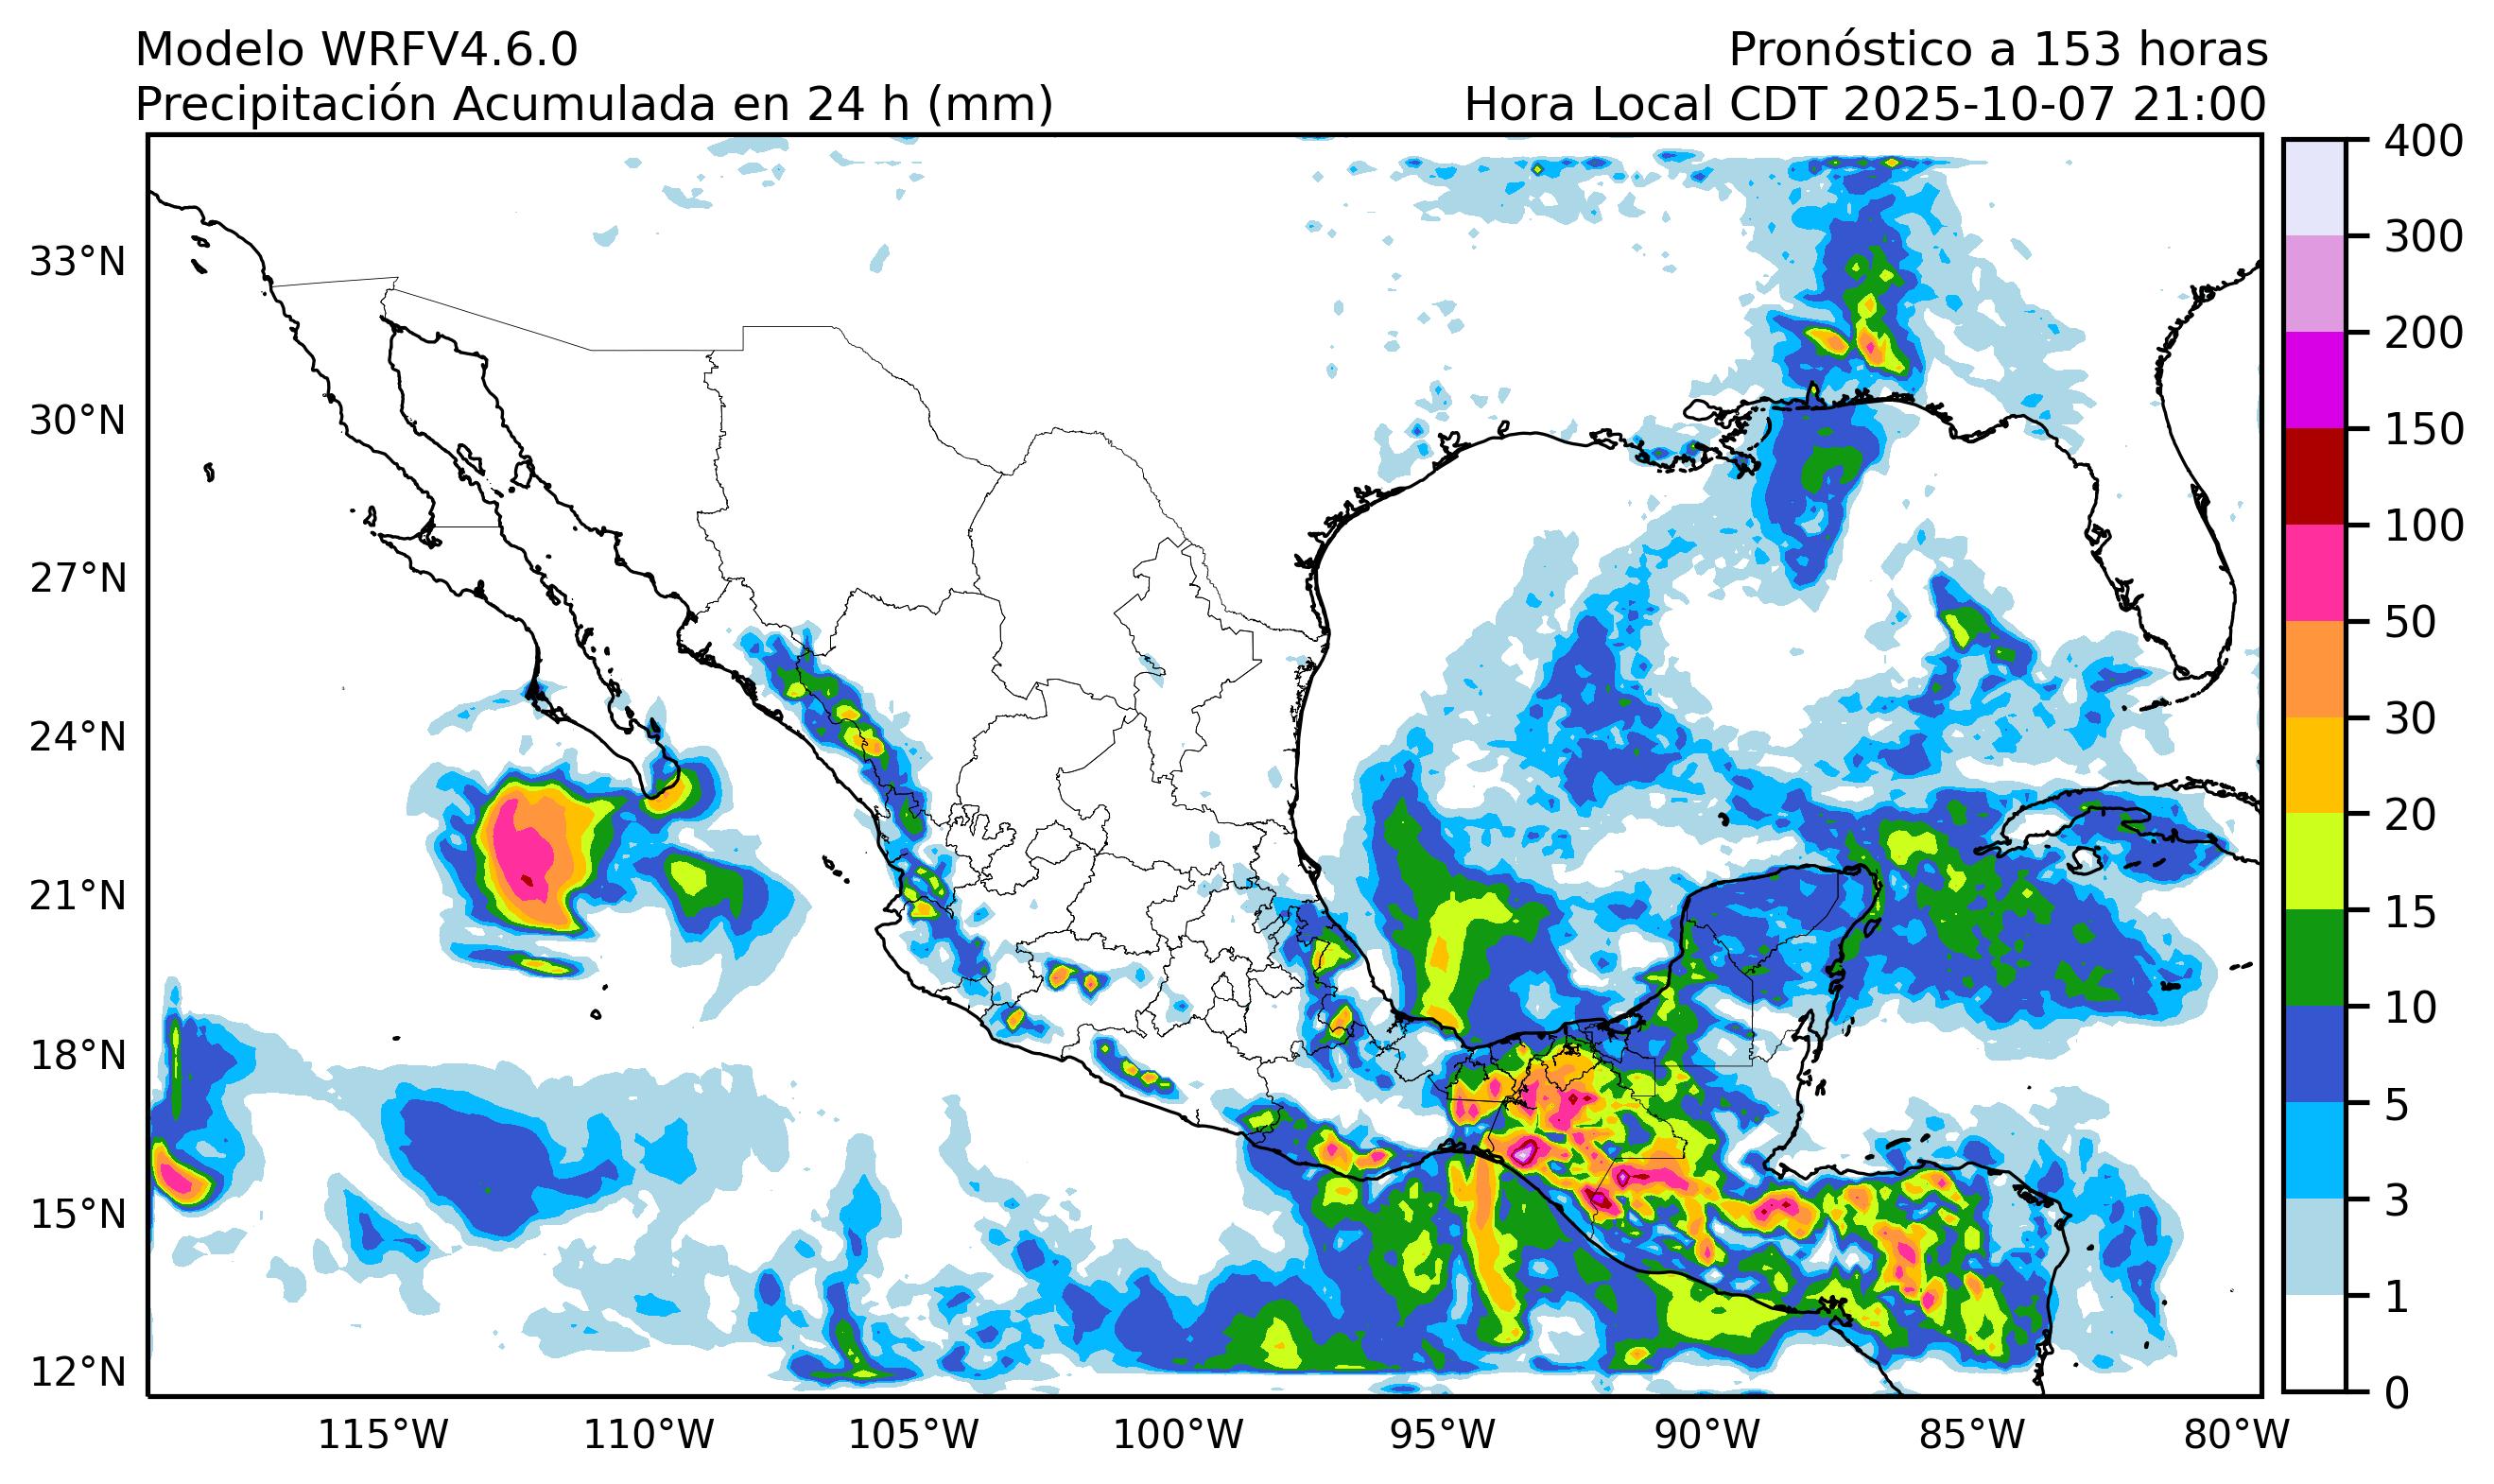 Modelo WRFV4.6.0
Pronóstico a 153 horas
Precipitación Acumulada en 24 h (mm)
Hora Local CDT 2025-10-07 21:00
33°N
30°N
27°N
24°N
21°N
18°N
15°N
12°N
115°W
110°W
105°W
100°W
95°W
90°W
85°W
80°W
400
300
200
150
100
50
30
20
15
10
5
3
1
0